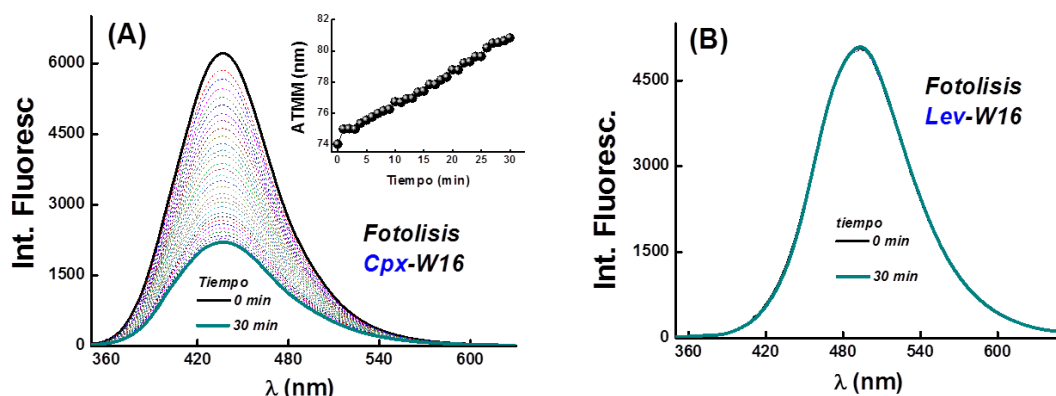 (A)
Int. Fluoresc.
6000
4500
3000
1500
0
360
420
480
540
600
λ (nm)
Tiempo
0 min
30 min
Fotolisis
Cpx-W16
ATMM (nm)
82
80
78
76
74
0
5
10
15
20
25
30
Tiempo (min)
(B)
Int. Fluoresc.
4500
3000
1500
0
360
420
480
540
600
λ (nm)
Fotolisis
Lev-W16
tiempo
0 min
30 min